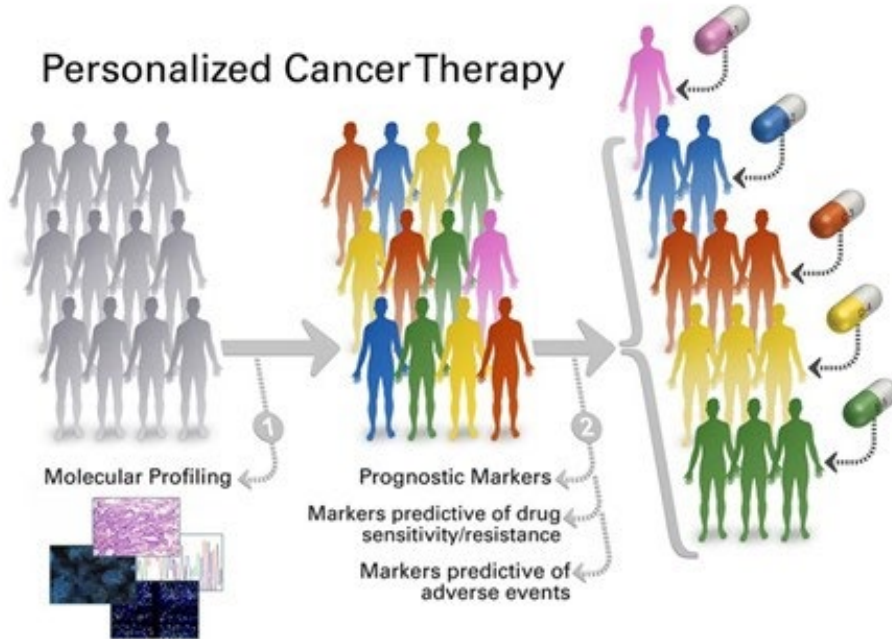 Personalized Cancer Therapy
1
2
Molecular Profiling
Prognostic Markers
Markers predictive of drug
sensitivity/resistance
Markers predictive of
adverse events